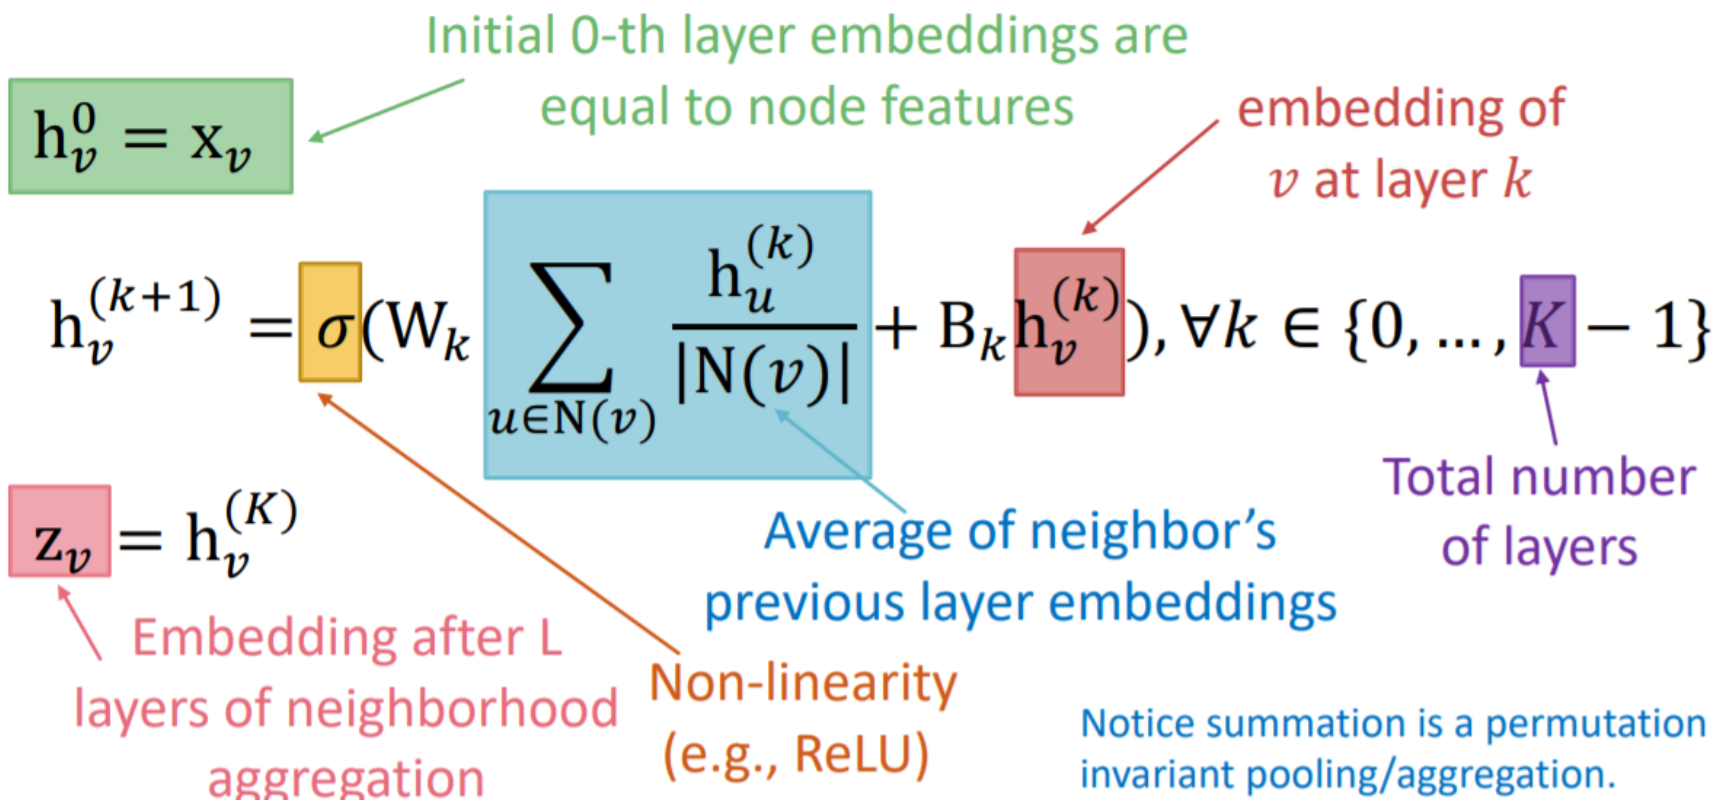 Initial 0-th layer embeddings are
equal to node features
h_v^0 = x_v
embedding of
v at layer k
h_v^{(k+1)} = σ(W_k ∑_{u∈N(v)} h_u^{(k)} / |N(v)| + B_k h_v^{(k)}), ∀k ∈ {0, ..., K − 1}
Total number
of layers
z_v = h_v^{(K)}
Average of neighbor's
previous layer embeddings
Embedding after L
layers of neighborhood
aggregation
Non-linearity
(e.g., ReLU)
Notice summation is a permutation
invariant pooling/aggregation.